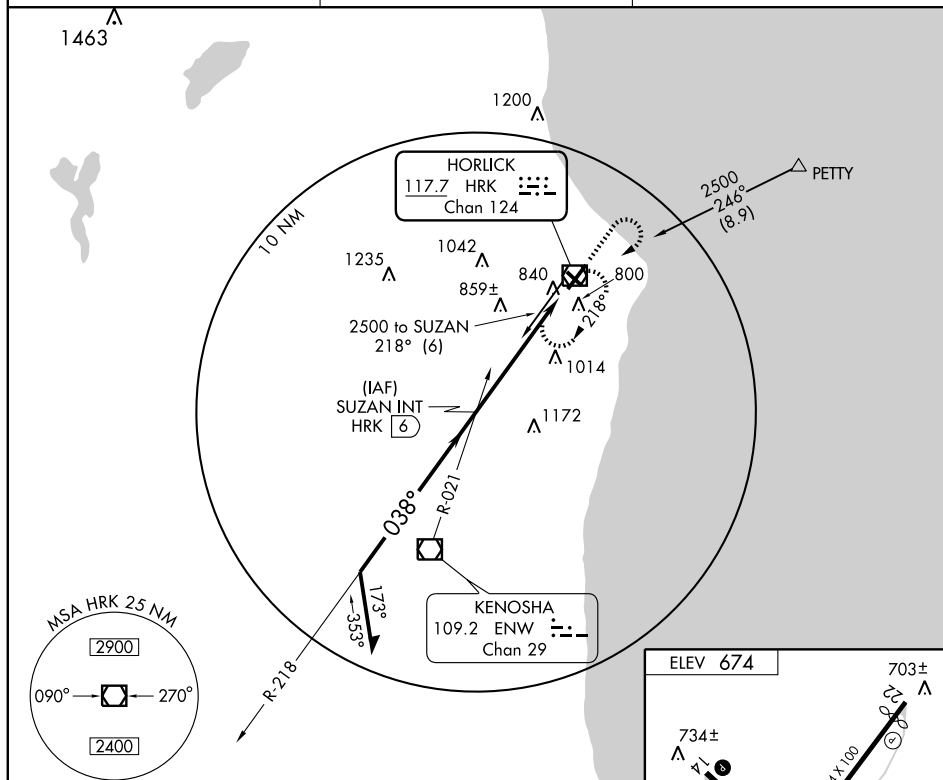 1463
1200
HORLICK
117.7 HRK
Chan 124
2500
246°
(8.9)
PETTY
10 NM
1042
1235
859±
840
800
218°
2500 to SUZAN
218° (6)
1014
(IAF)
SUZAN INT
HRK 6
1172
038°
R-021
173°
353°
R-218
KENOSHA
109.2 ENW
Chan 29
MSA HRK 25 NM
2900
090°
270°
2400
ELEV 674
703±
22
P
734±
14
P
4 X 100